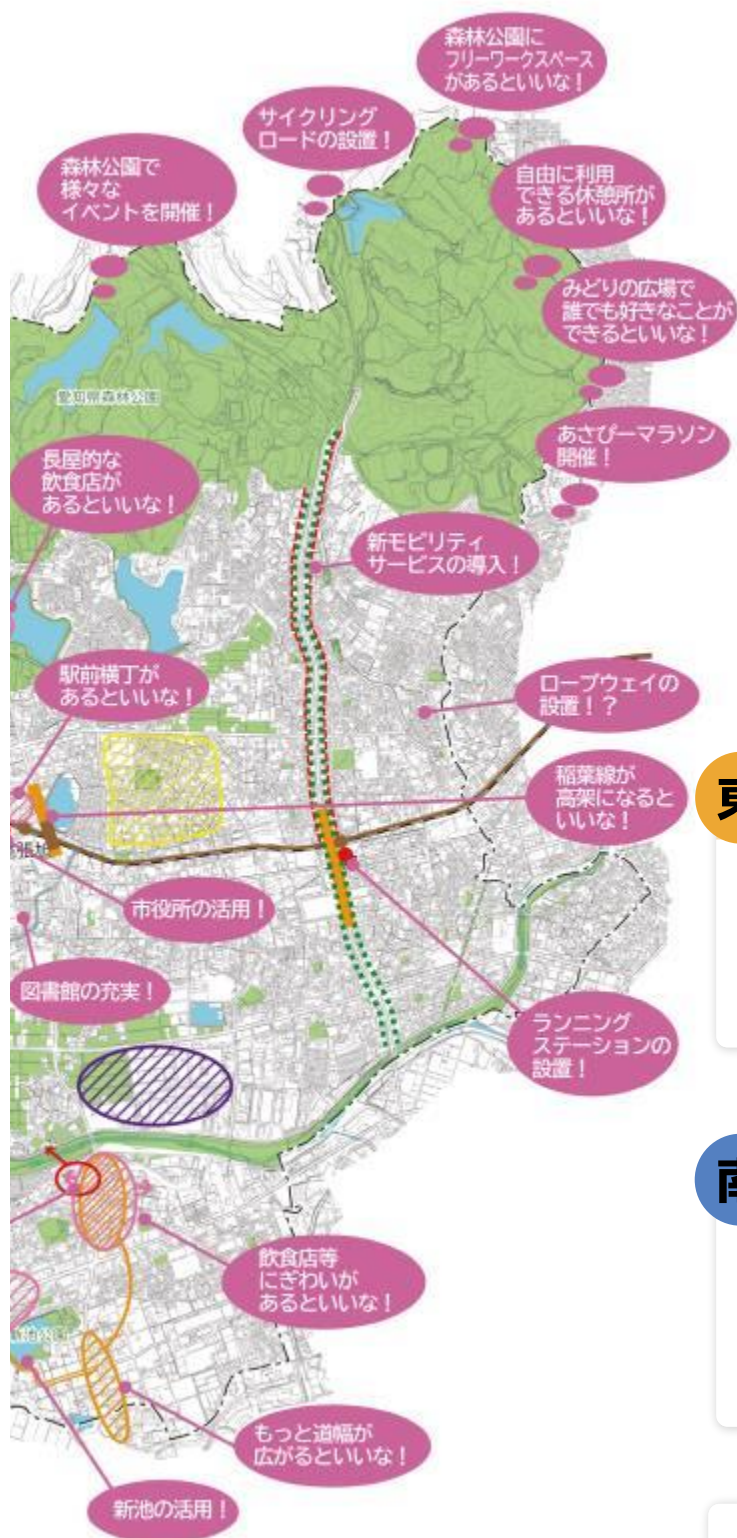 森林公園に
フリーワークスペース
があるといいな！
サイクリング
ロードの設置！
森林公園で
様々な
イベントを開催！
自由に利用
できる休憩所が
あるといいな！
みどりの広場で
誰でも好きなことが
できるといいな！
愛知県森林公園
あさぴーマラソン
開催！
長屋的な
飲食店が
あるといいな！
新モビリティ
サービスの導入！
駅前横丁が
あるといいな！
ロープウェイの
設置！？
稲葉線が
高架になると
いいな！
東
市役所の活用！
図書館の充実！
ランニング
ステーションの
設置！
南
飲食店等
にぎわいが
あるといいな！
もっと道幅が
広がるといいな！
新池の活用！